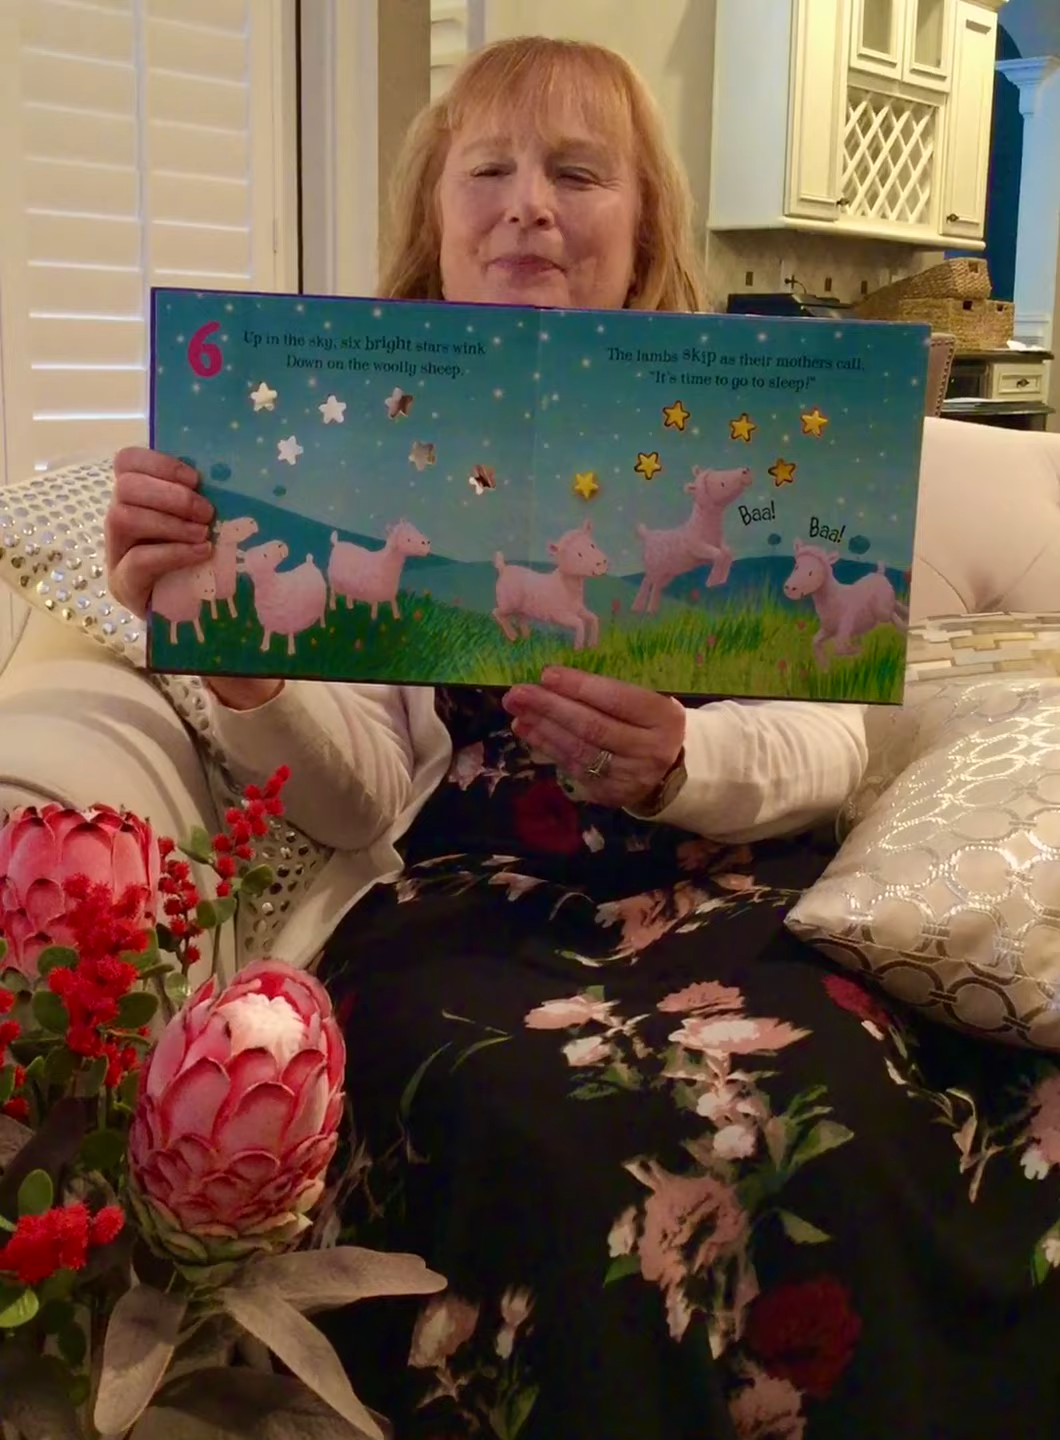 6
Up in the sky, six bright stars wink
Down on the woolly sheep.
The lambs skip as their mothers call,
"It's time to go to sleep!"
Baa!
Baa!